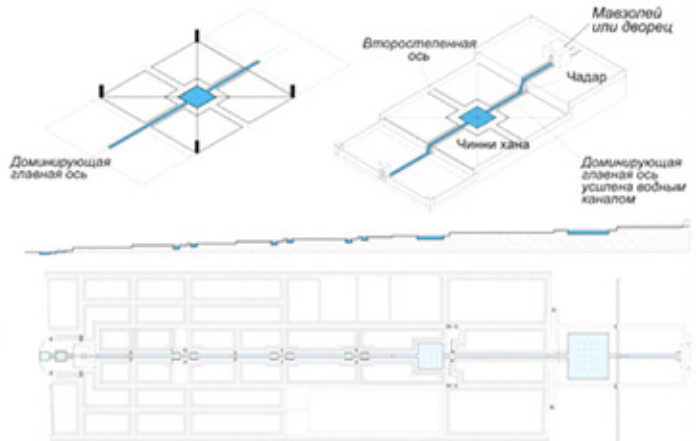 Мавзолей
или дворец
Второстепенная
ось
Чадар
Чинни хана
Доминирующая
главная ось
Доминирующая
главная ось
усилена водным
каналом